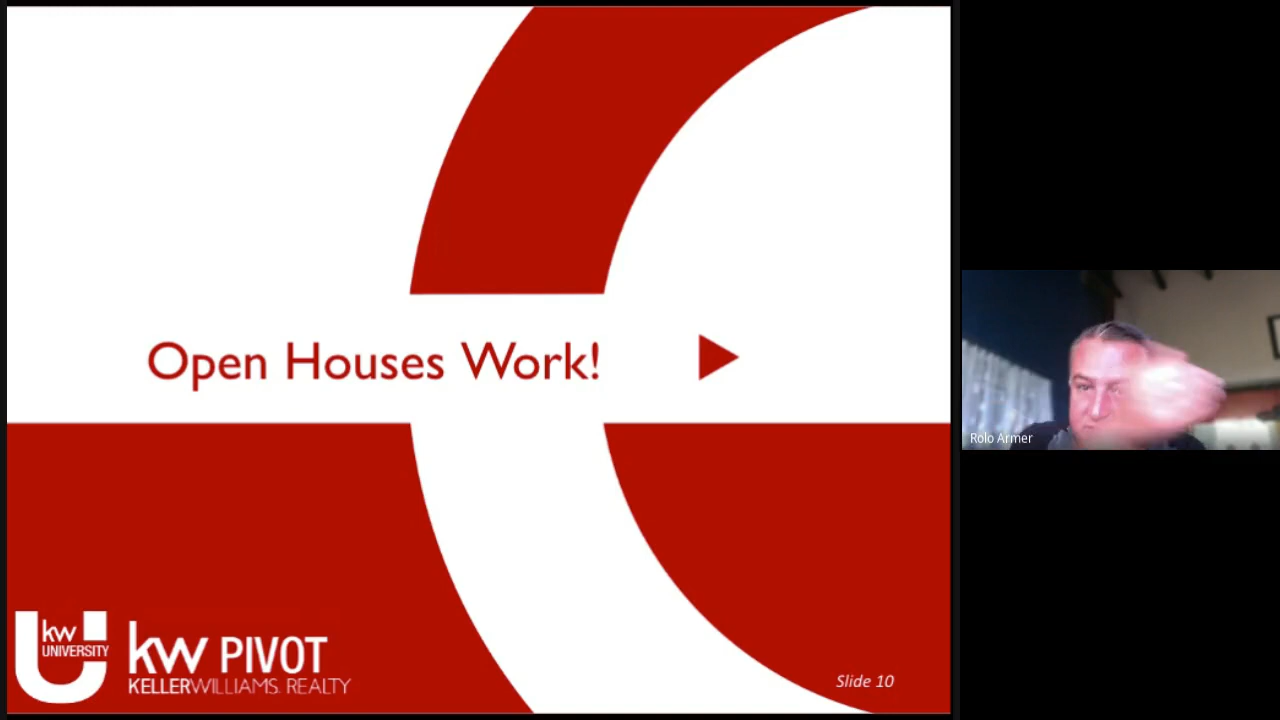 Open Houses Work!
kw
UNIVERSITY
kw PIVOT
KELLERWILLIAMS. REALTY
Slide 10
Rolo Armer